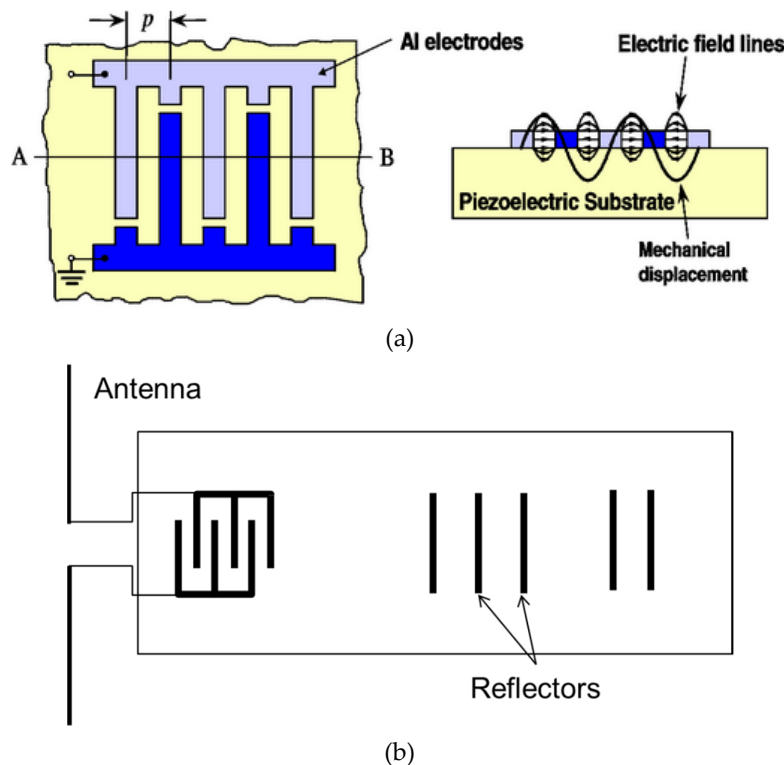 p
Al electrodes
Electric field lines
A
B
Piezoelectric Substrate
Mechanical
displacement
(a)
Antenna
Reflectors
(b)